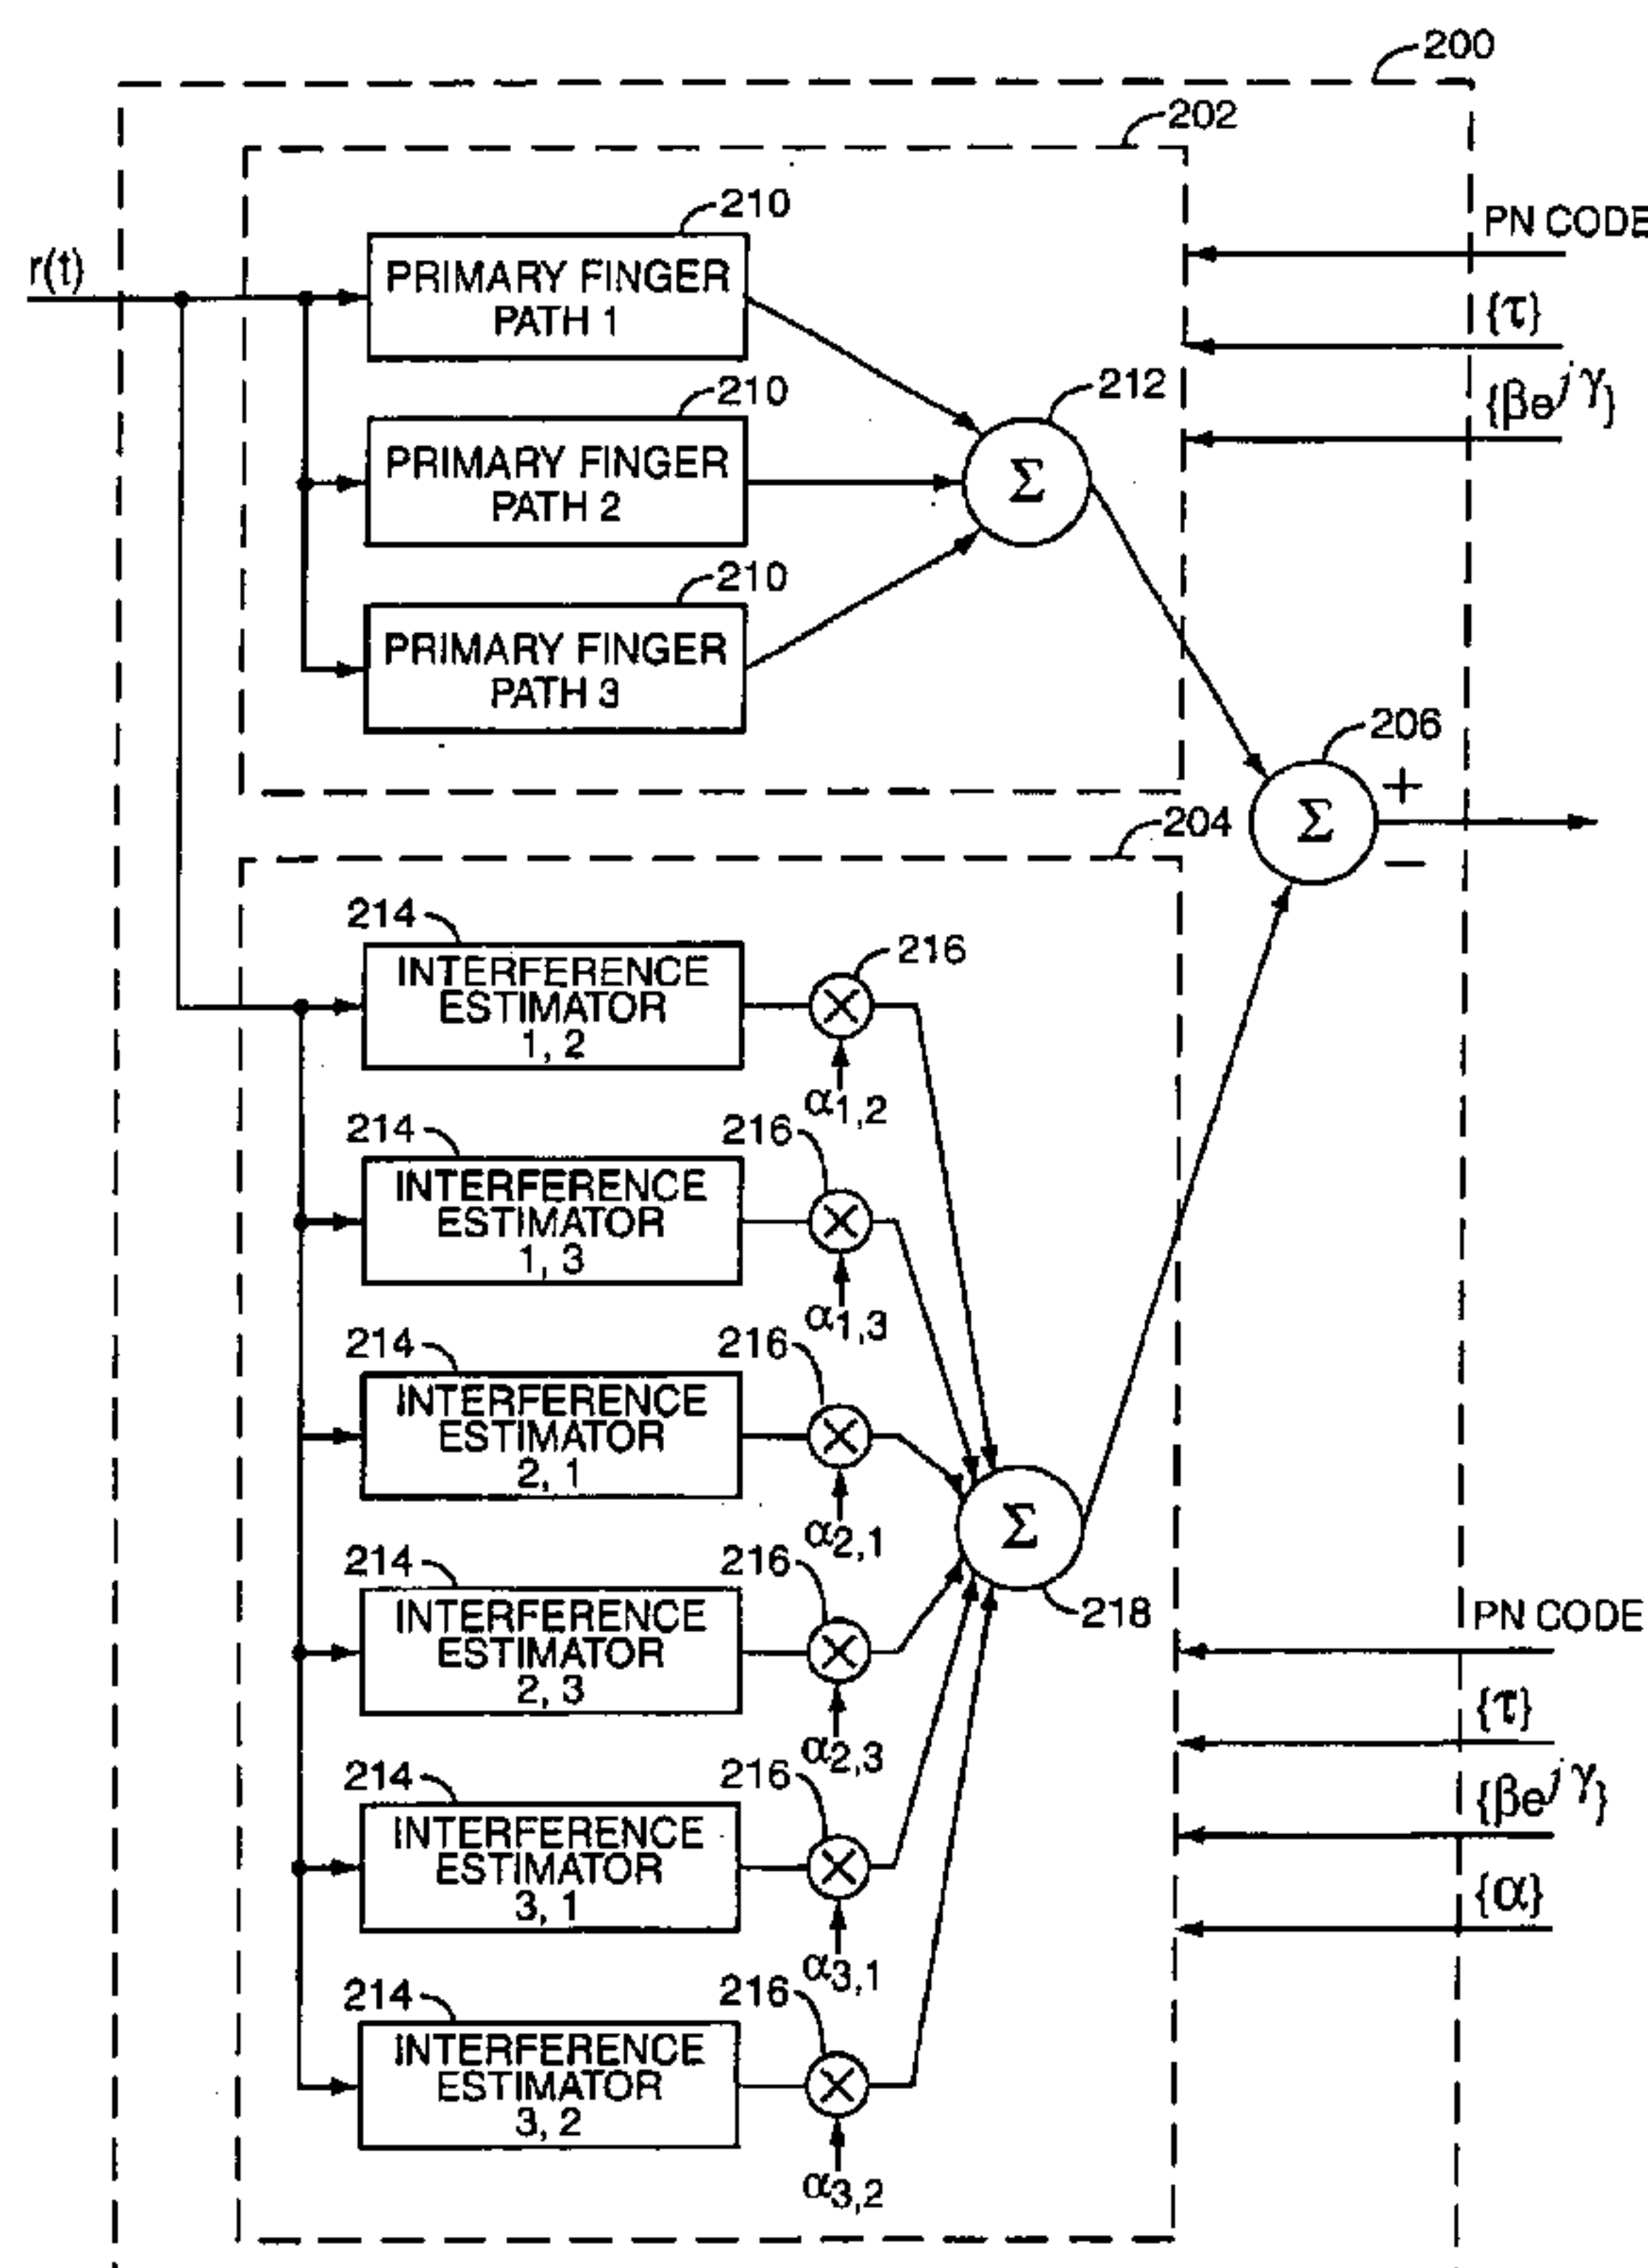 200
202
210
PN CODE
r(t)
PRIMARY FINGER
PATH 1
{τ}
210
212
{βe^jγ}
PRIMARY FINGER
PATH 2
Σ
210
PRIMARY FINGER
PATH 3
206
+
Σ
−
204
214
216
INTERFERENCE
ESTIMATOR
1, 2
α1,2
214
216
INTERFERENCE
ESTIMATOR
1, 3
α1,3
214
216
INTERFERENCE
ESTIMATOR
2, 1
α2,1
Σ
214
216
218
INTERFERENCE
ESTIMATOR
2, 3
α2,3
PN CODE
{τ}
214
216
{βe^jγ}
INTERFERENCE
ESTIMATOR
3, 1
α3,1
{α}
214
216
INTERFERENCE
ESTIMATOR
3, 2
α3,2